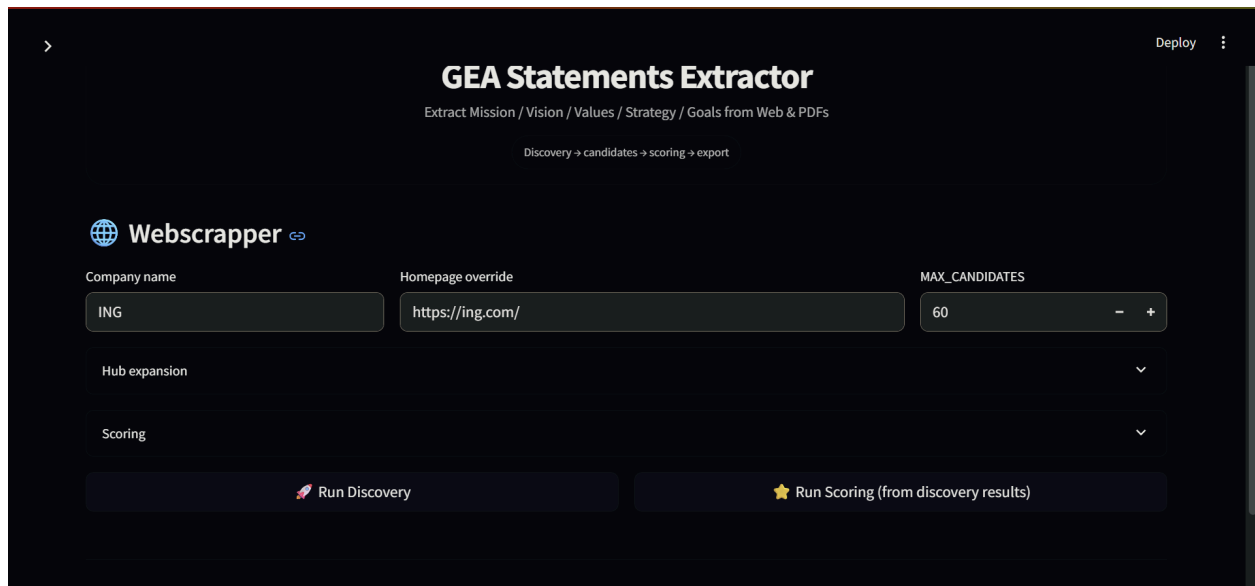 Deploy
GEA Statements Extractor
Extract Mission / Vision / Values / Strategy / Goals from Web & PDFs
Discovery → candidates → scoring → export
Webscrapper
Company name
Homepage override
MAX_CANDIDATES
ING
https://ing.com/
60
Hub expansion
Scoring
Run Discovery
Run Scoring (from discovery results)